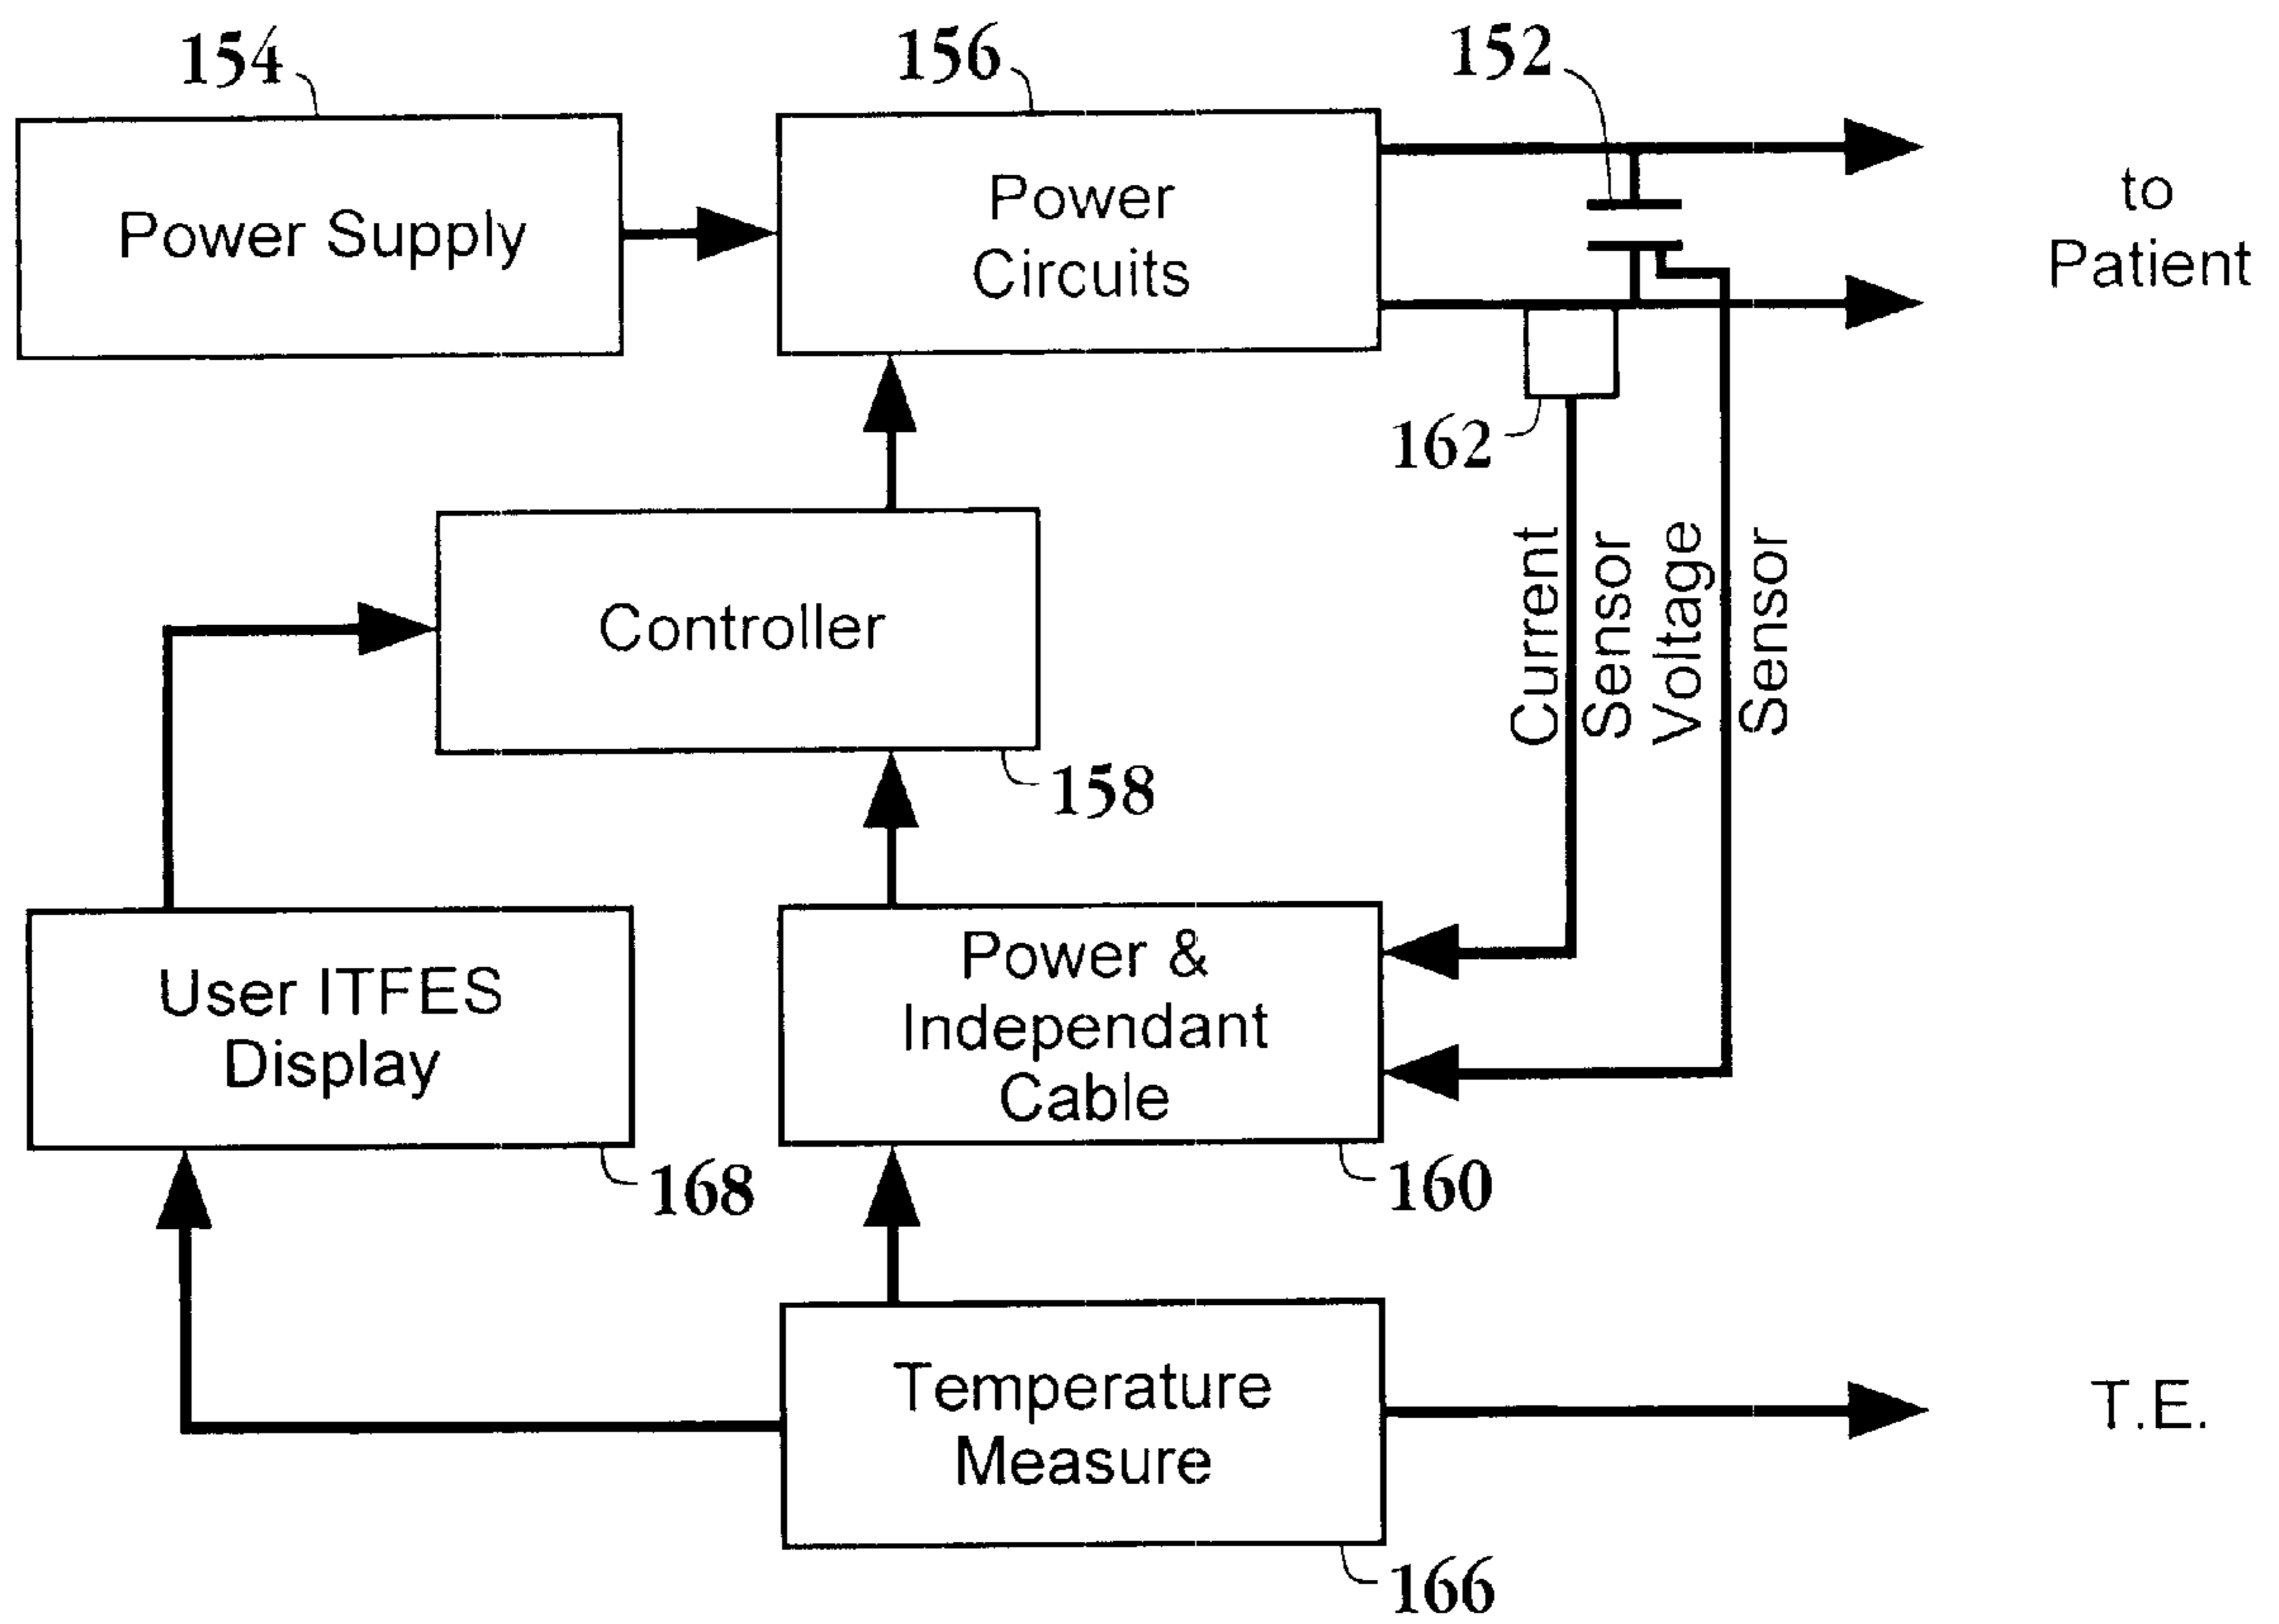 154
156
152
Power Supply
Power
Circuits
to
Patient
162
Current
Sensor
Voltage
Sensor
Controller
158
User ITFES
Display
168
Power &
Independant
Cable
160
Temperature
Measure
T.E.
166